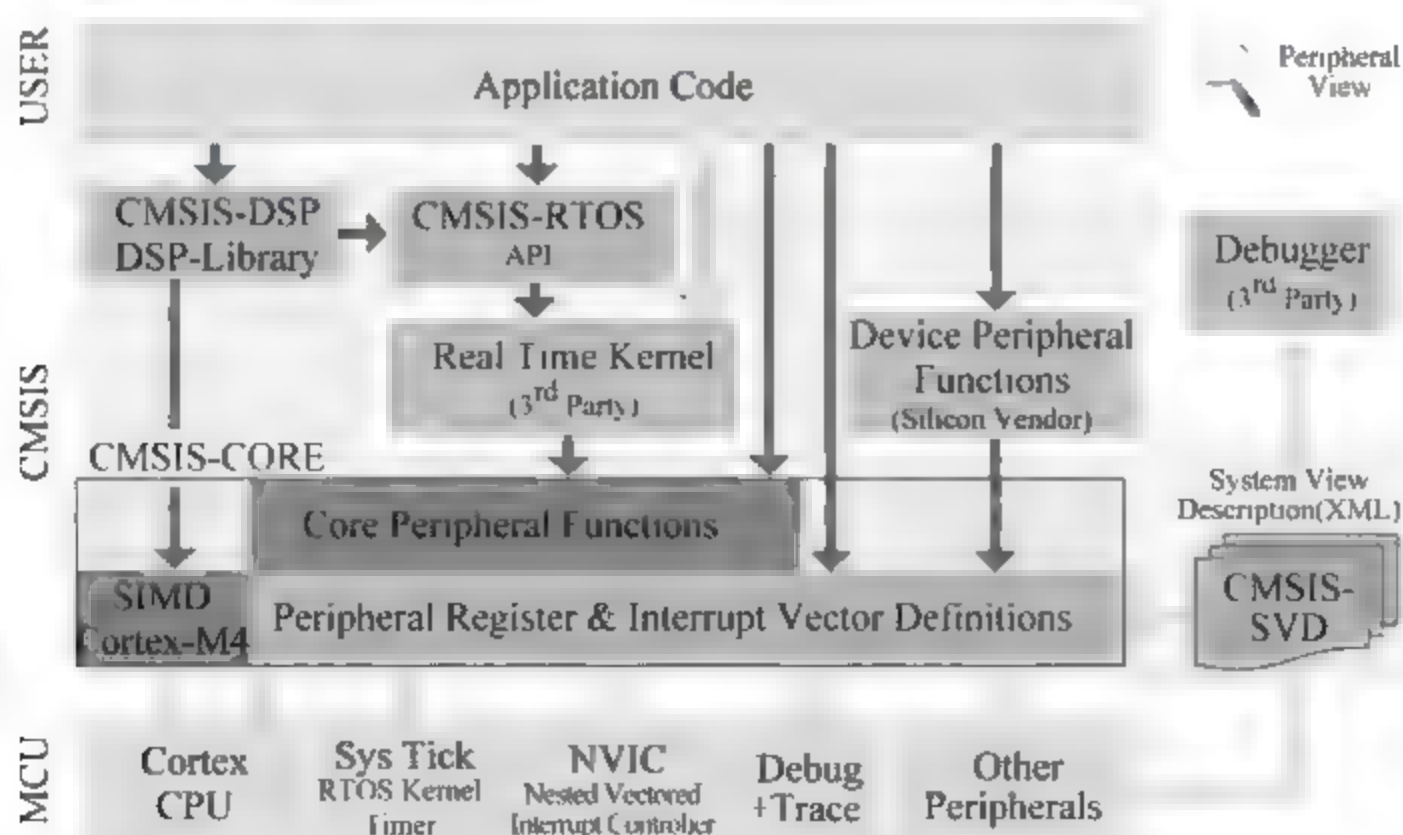 USER
Application Code
Peripheral
View
CMSIS-DSP
DSP-Library
CMSIS-RTOS
API
Debugger
(3rd Party)
Real Time Kernel
(3rd Party)
Device Peripheral
Functions
(Silicon Vendor)
CMSIS
CMSIS-CORE
Core Peripheral Functions
System View
Description(XML)
SIMD
Cortex-M4
Peripheral Register & Interrupt Vector Definitions
CMSIS-
SVD
MCU
Cortex
CPU
Sys Tick
RTOS Kernel
Timer
NVIC
Nested Vectored
Interrupt Controller
Debug
+Trace
Other
Peripherals